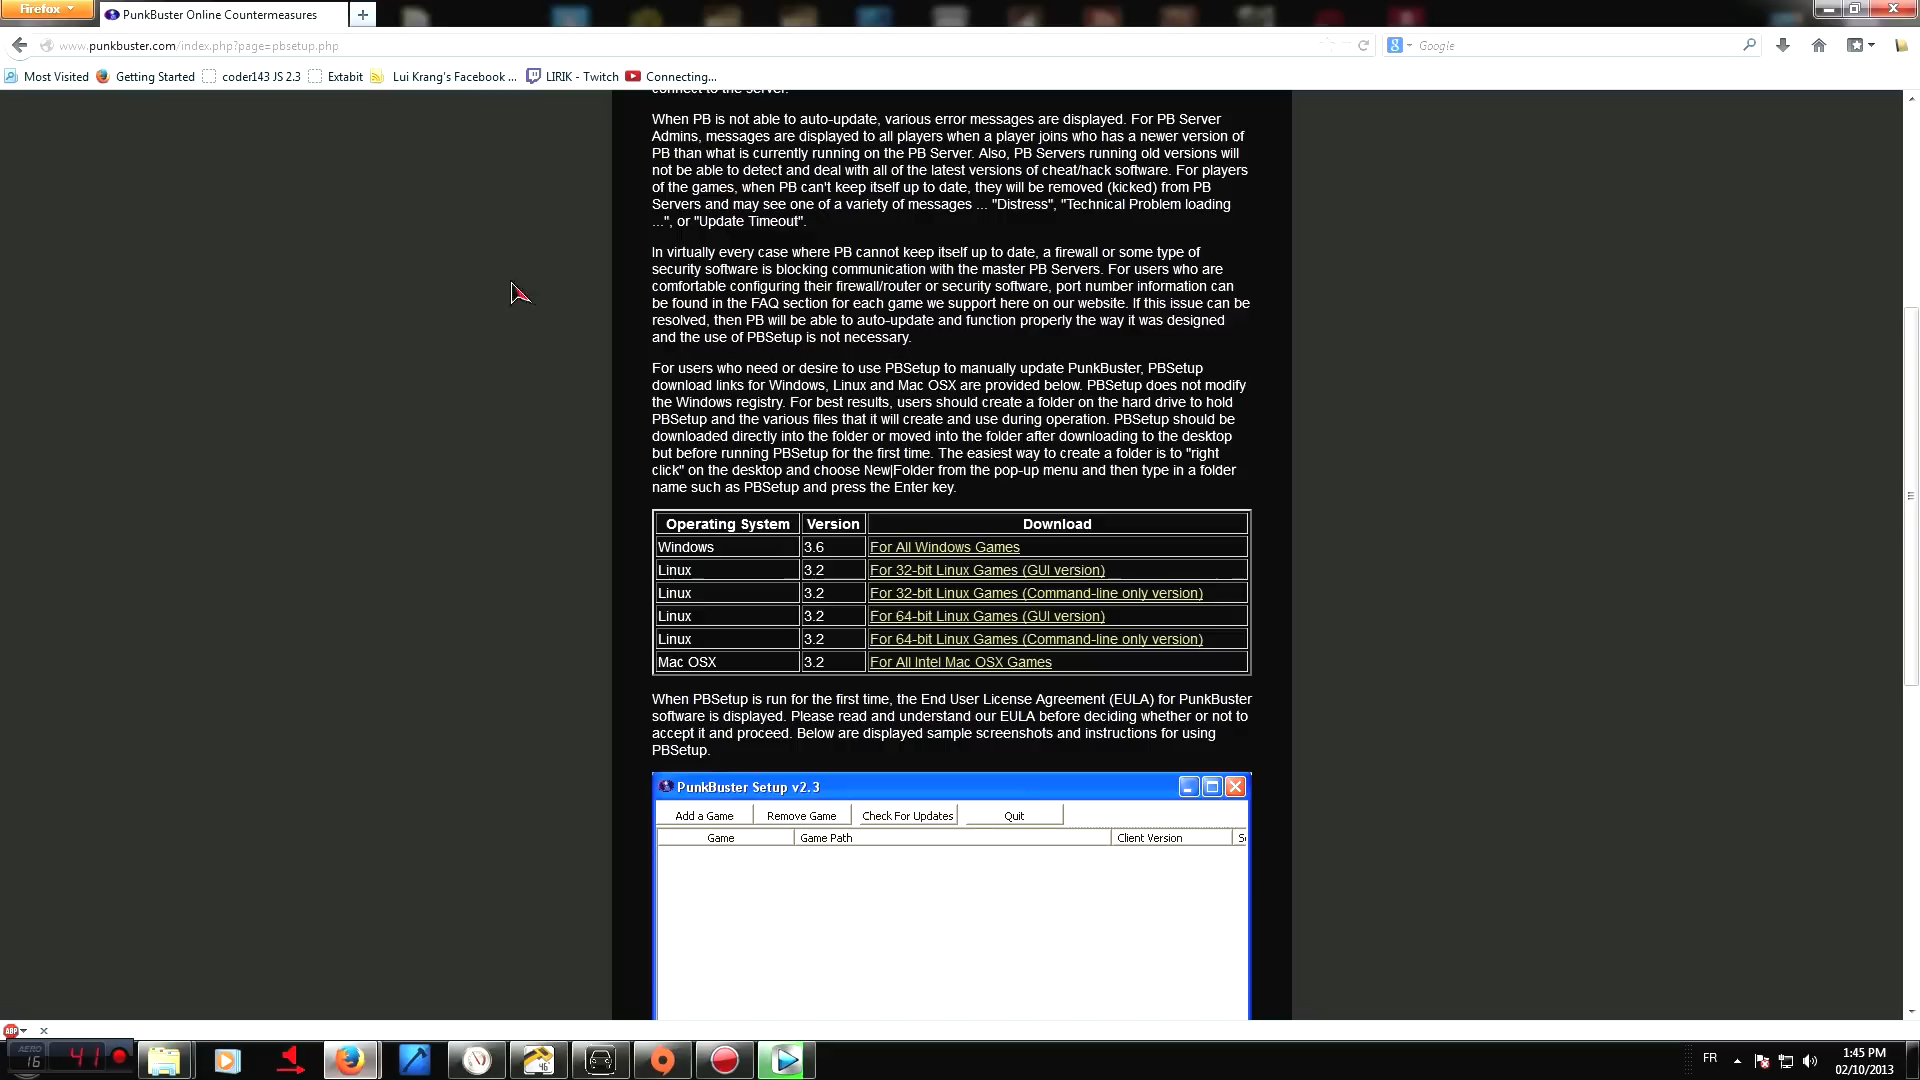 Firefox
PunkBuster Online Countermeasures
www.punkbuster.com/index.php?page=pbsetup.php
Google
Most Visited
Getting Started
coder143 JS 2.3
Extabit
Lui Krang's Facebook ...
LIRIK - Twitch
Connecting...
connect to the server.
When PB is not able to auto-update, various error messages are displayed. For PB Server
Admins, messages are displayed to all players when a player joins who has a newer version of
PB than what is currently running on the PB Server. Also, PB Servers running old versions will
not be able to detect and deal with all of the latest versions of cheat/hack software. For players
of the games, when PB can't keep itself up to date, they will be removed (kicked) from PB
Servers and may see one of a variety of messages ... "Distress", "Technical Problem loading
...", or "Update Timeout".
In virtually every case where PB cannot keep itself up to date, a firewall or some type of
security software is blocking communication with the master PB Servers. For users who are
comfortable configuring their firewall/router or security software, port number information can
be found in the FAQ section for each game we support here on our website. If this issue can be
resolved, then PB will be able to auto-update and function properly the way it was designed
and the use of PBSetup is not necessary.
For users who need or desire to use PBSetup to manually update PunkBuster, PBSetup
download links for Windows, Linux and Mac OSX are provided below. PBSetup does not modify
the Windows registry. For best results, users should create a folder on the hard drive to hold
PBSetup and the various files that it will create and use during operation. PBSetup should be
downloaded directly into the folder or moved into the folder after downloading to the desktop
but before running PBSetup for the first time. The easiest way to create a folder is to "right
click" on the desktop and choose New|Folder from the pop-up menu and then type in a folder
name such as PBSetup and press the Enter key.
Operating System Version Download
Windows 3.6 For All Windows Games
Linux 3.2 For 32-bit Linux Games (GUI version)
Linux 3.2 For 32-bit Linux Games (Command-line only version)
Linux 3.2 For 64-bit Linux Games (GUI version)
Linux 3.2 For 64-bit Linux Games (Command-line only version)
Mac OSX 3.2 For All Intel Mac OSX Games
When PBSetup is run for the first time, the End User License Agreement (EULA) for PunkBuster
software is displayed. Please read and understand our EULA before deciding whether or not to
accept it and proceed. Below are displayed sample screenshots and instructions for using
PBSetup.
PunkBuster Setup v2.3
Add a Game Remove Game Check For Updates Quit
Game Game Path Client Version
ABP
AERO
16
41
46
FR
1:45 PM
02/10/2013